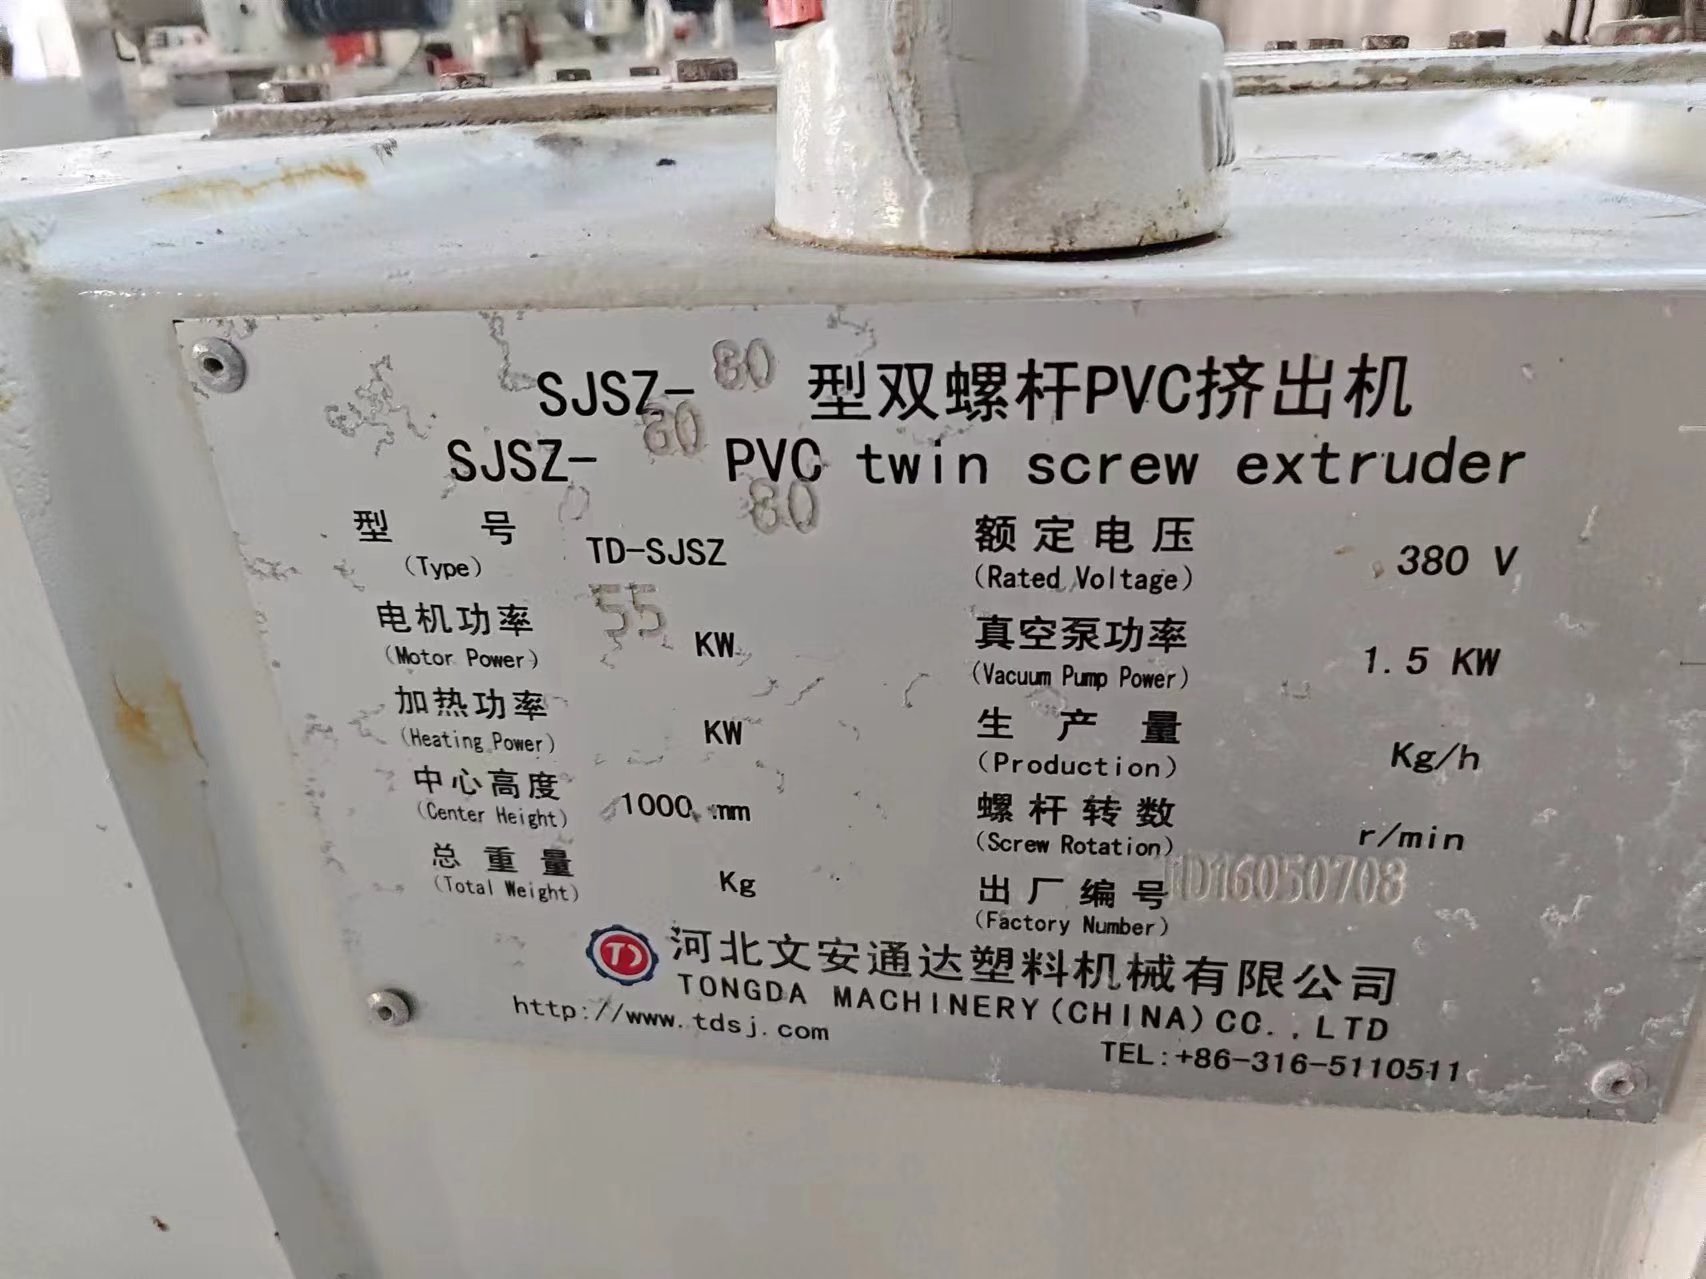 SJSZ-80 型双螺杆PVC挤出机
SJSZ-80 PVC twin screw extruder
型 号 TD-SJSZ 80
(Type)
额定电压 380 V
(Rated Voltage)
电机功率 55 KW
(Motor Power)
真空泵功率 1.5 KW
(Vacuum Pump Power)
加热功率 KW
(Heating Power)
生 产 量 Kg/h
(Production)
中心高度 1000 mm
(Center Height)
螺杆转数 r/min
(Screw Rotation)
总 重 量 Kg
(Total Weight)
出厂编号 TD16050708
(Factory Number)
TD 河北文安通达塑料机械有限公司
TONGDA MACHINERY(CHINA)CO.,LTD
http://www.tdsj.com
TEL:+86-316-5110511